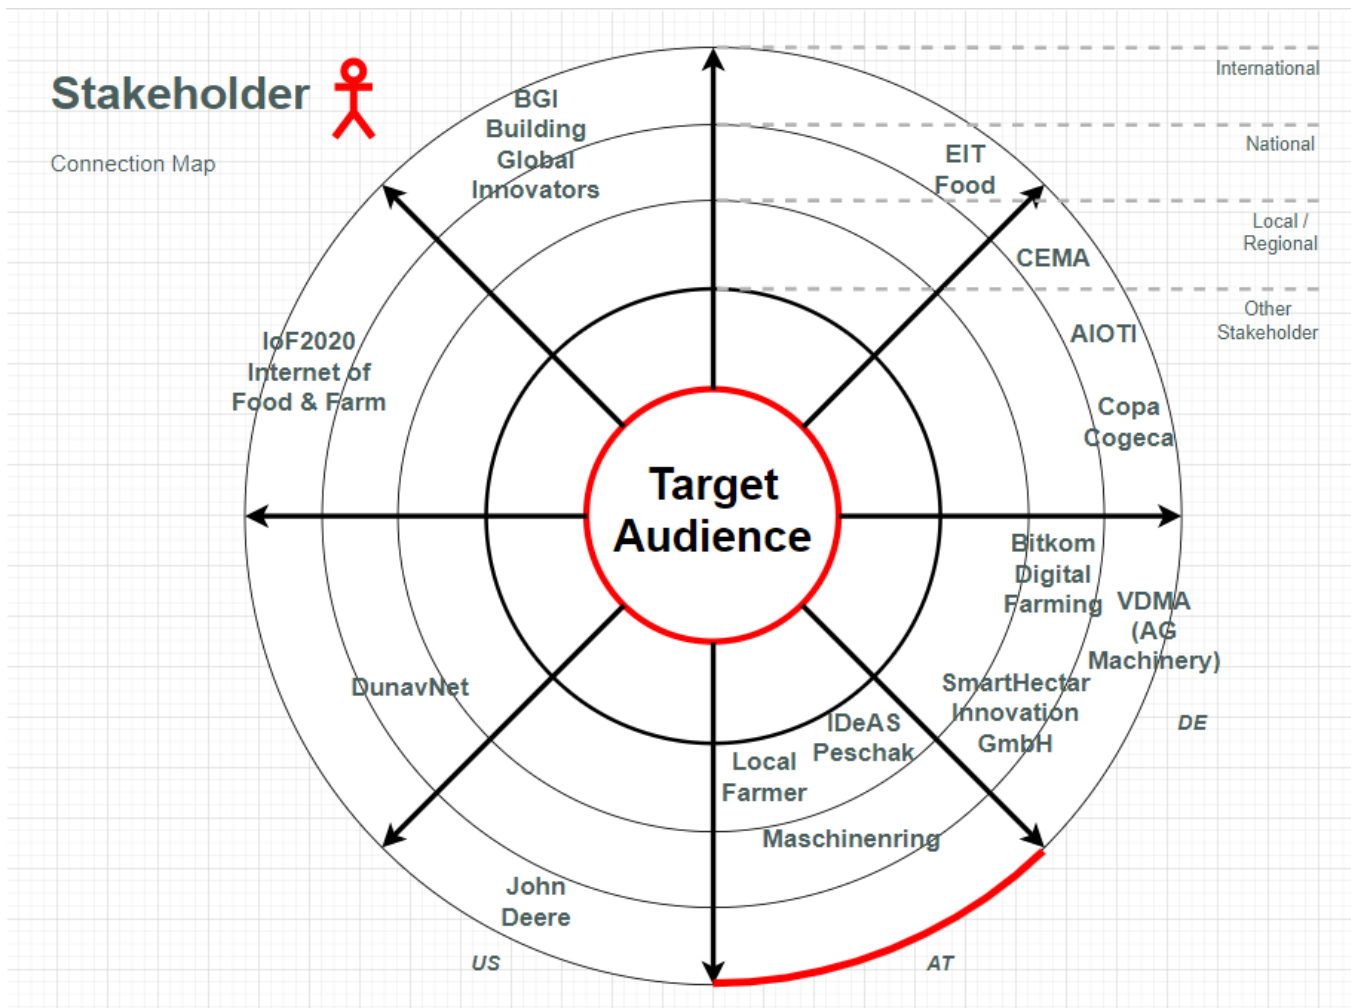 Stakeholder
Connection Map
International
National
Local /
Regional
Other
Stakeholder
BGI
Building
Global
Innovators
EIT
Food
CEMA
AIOTI
Copa
Cogeca
IoF2020
Internet of
Food & Farm
Target
Audience
Bitkom
Digital
Farming
VDMA
(AG
Machinery)
SmartHectar
Innovation
GmbH
DE
IDeAS
Peschak
Local
Farmer
Maschinenring
AT
DunavNet
John
Deere
US